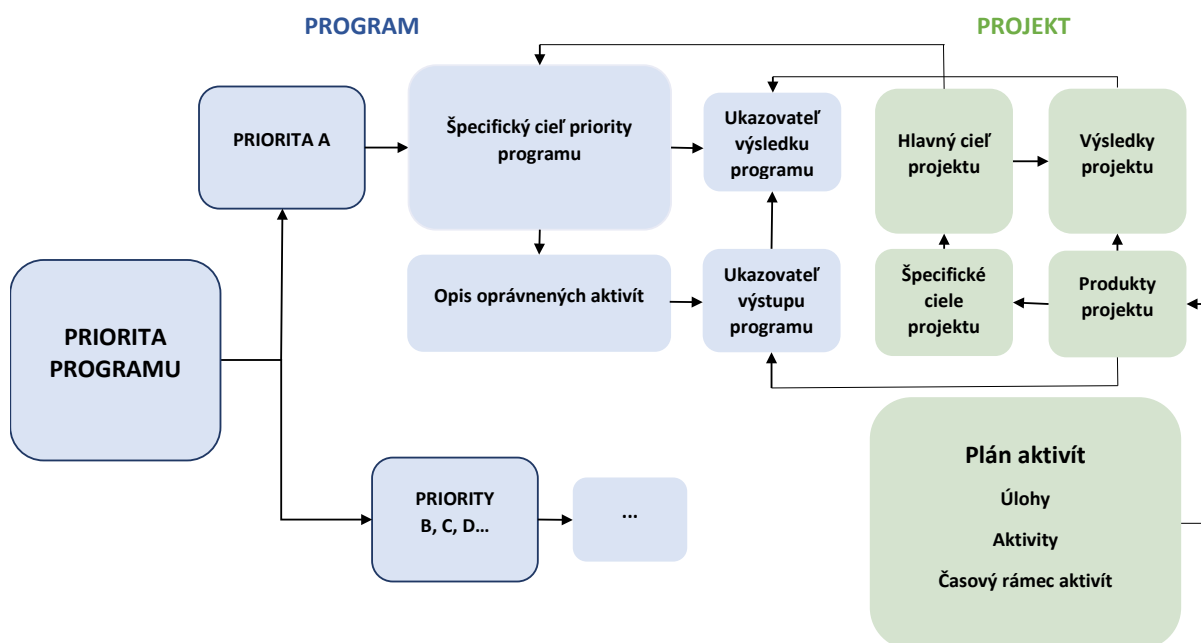 PROGRAM
PROJEKT
PRIORITA A
Špecifický cieľ priority
programu
Ukazovateľ
výsledku
programu
Hlavný cieľ
projektu
Výsledky
projektu
Opis oprávnených aktivít
Ukazovateľ
výstupu
programu
Špecifické
ciele
projektu
Produkty
projektu
PRIORITA
PROGRAMU
PRIORITY
B, C, D...
...
Plán aktivít
Úlohy
Aktivity
Časový rámec aktivít